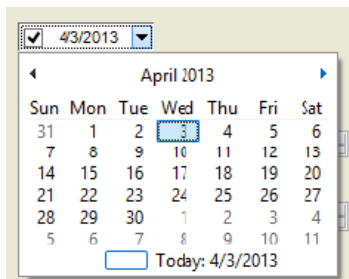 4/3/2013
April 2013
Sun Mon Tue Wed Thu Fri Sat
31 1 2 3 4 5 6
7 8 9 10 11 12 13
14 15 16 17 18 19 20
21 22 23 24 25 26 27
28 29 30 1 2 3 4
5 6 7 8 9 10 11
Today: 4/3/2013